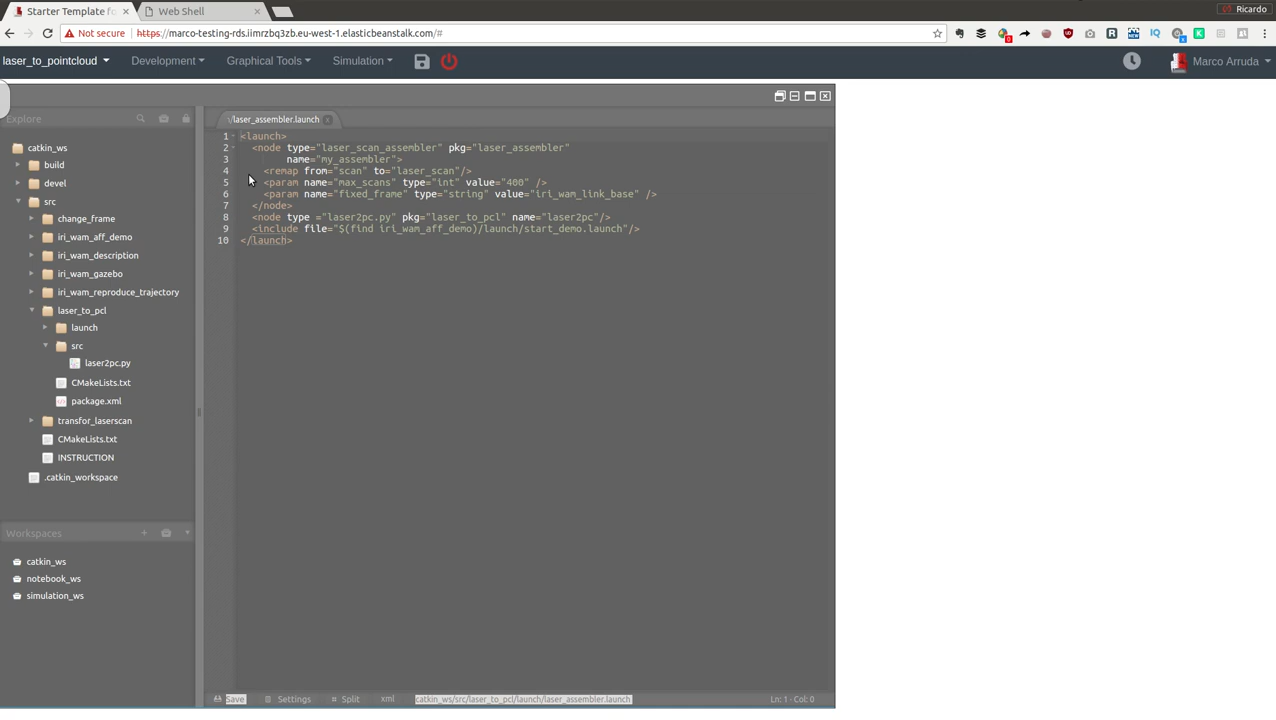 Starter Template fo
Web Shell
Ricardo
Not secure https://marco-testing-rds.iimrzbq3zb.eu-west-1.elasticbeanstalk.com/#
laser_to_pointcloud
Development
Graphical Tools
Simulation
Marco Arruda
Explore
catkin_ws
build
devel
src
change_frame
iri_wam_aff_demo
iri_wam_description
iri_wam_gazebo
iri_wam_reproduce_trajectory
laser_to_pcl
launch
src
laser2pc.py
CMakeLists.txt
package.xml
transfor_laserscan
CMakeLists.txt
INSTRUCTION
.catkin_workspace
Workspaces
catkin_ws
notebook_ws
simulation_ws
/laser_assembler.launch
1 <launch>
2 <node type="laser_scan_assembler" pkg="laser_assembler"
3 name="my_assembler">
4 <remap from="scan" to="laser_scan"/>
5 <param name="max_scans" type="int" value="400" />
6 <param name="fixed_frame" type="string" value="iri_wam_link_base" />
7 </node>
8 <node type ="laser2pc.py" pkg="laser_to_pcl" name="laser2pc"/>
9 <include file="$(find iri_wam_aff_demo)/launch/start_demo.launch"/>
10 </launch>
Save
Settings
Split
xml
catkin_ws/src/laser_to_pcl/launch/laser_assembler.launch
Ln: 1 - Col: 0